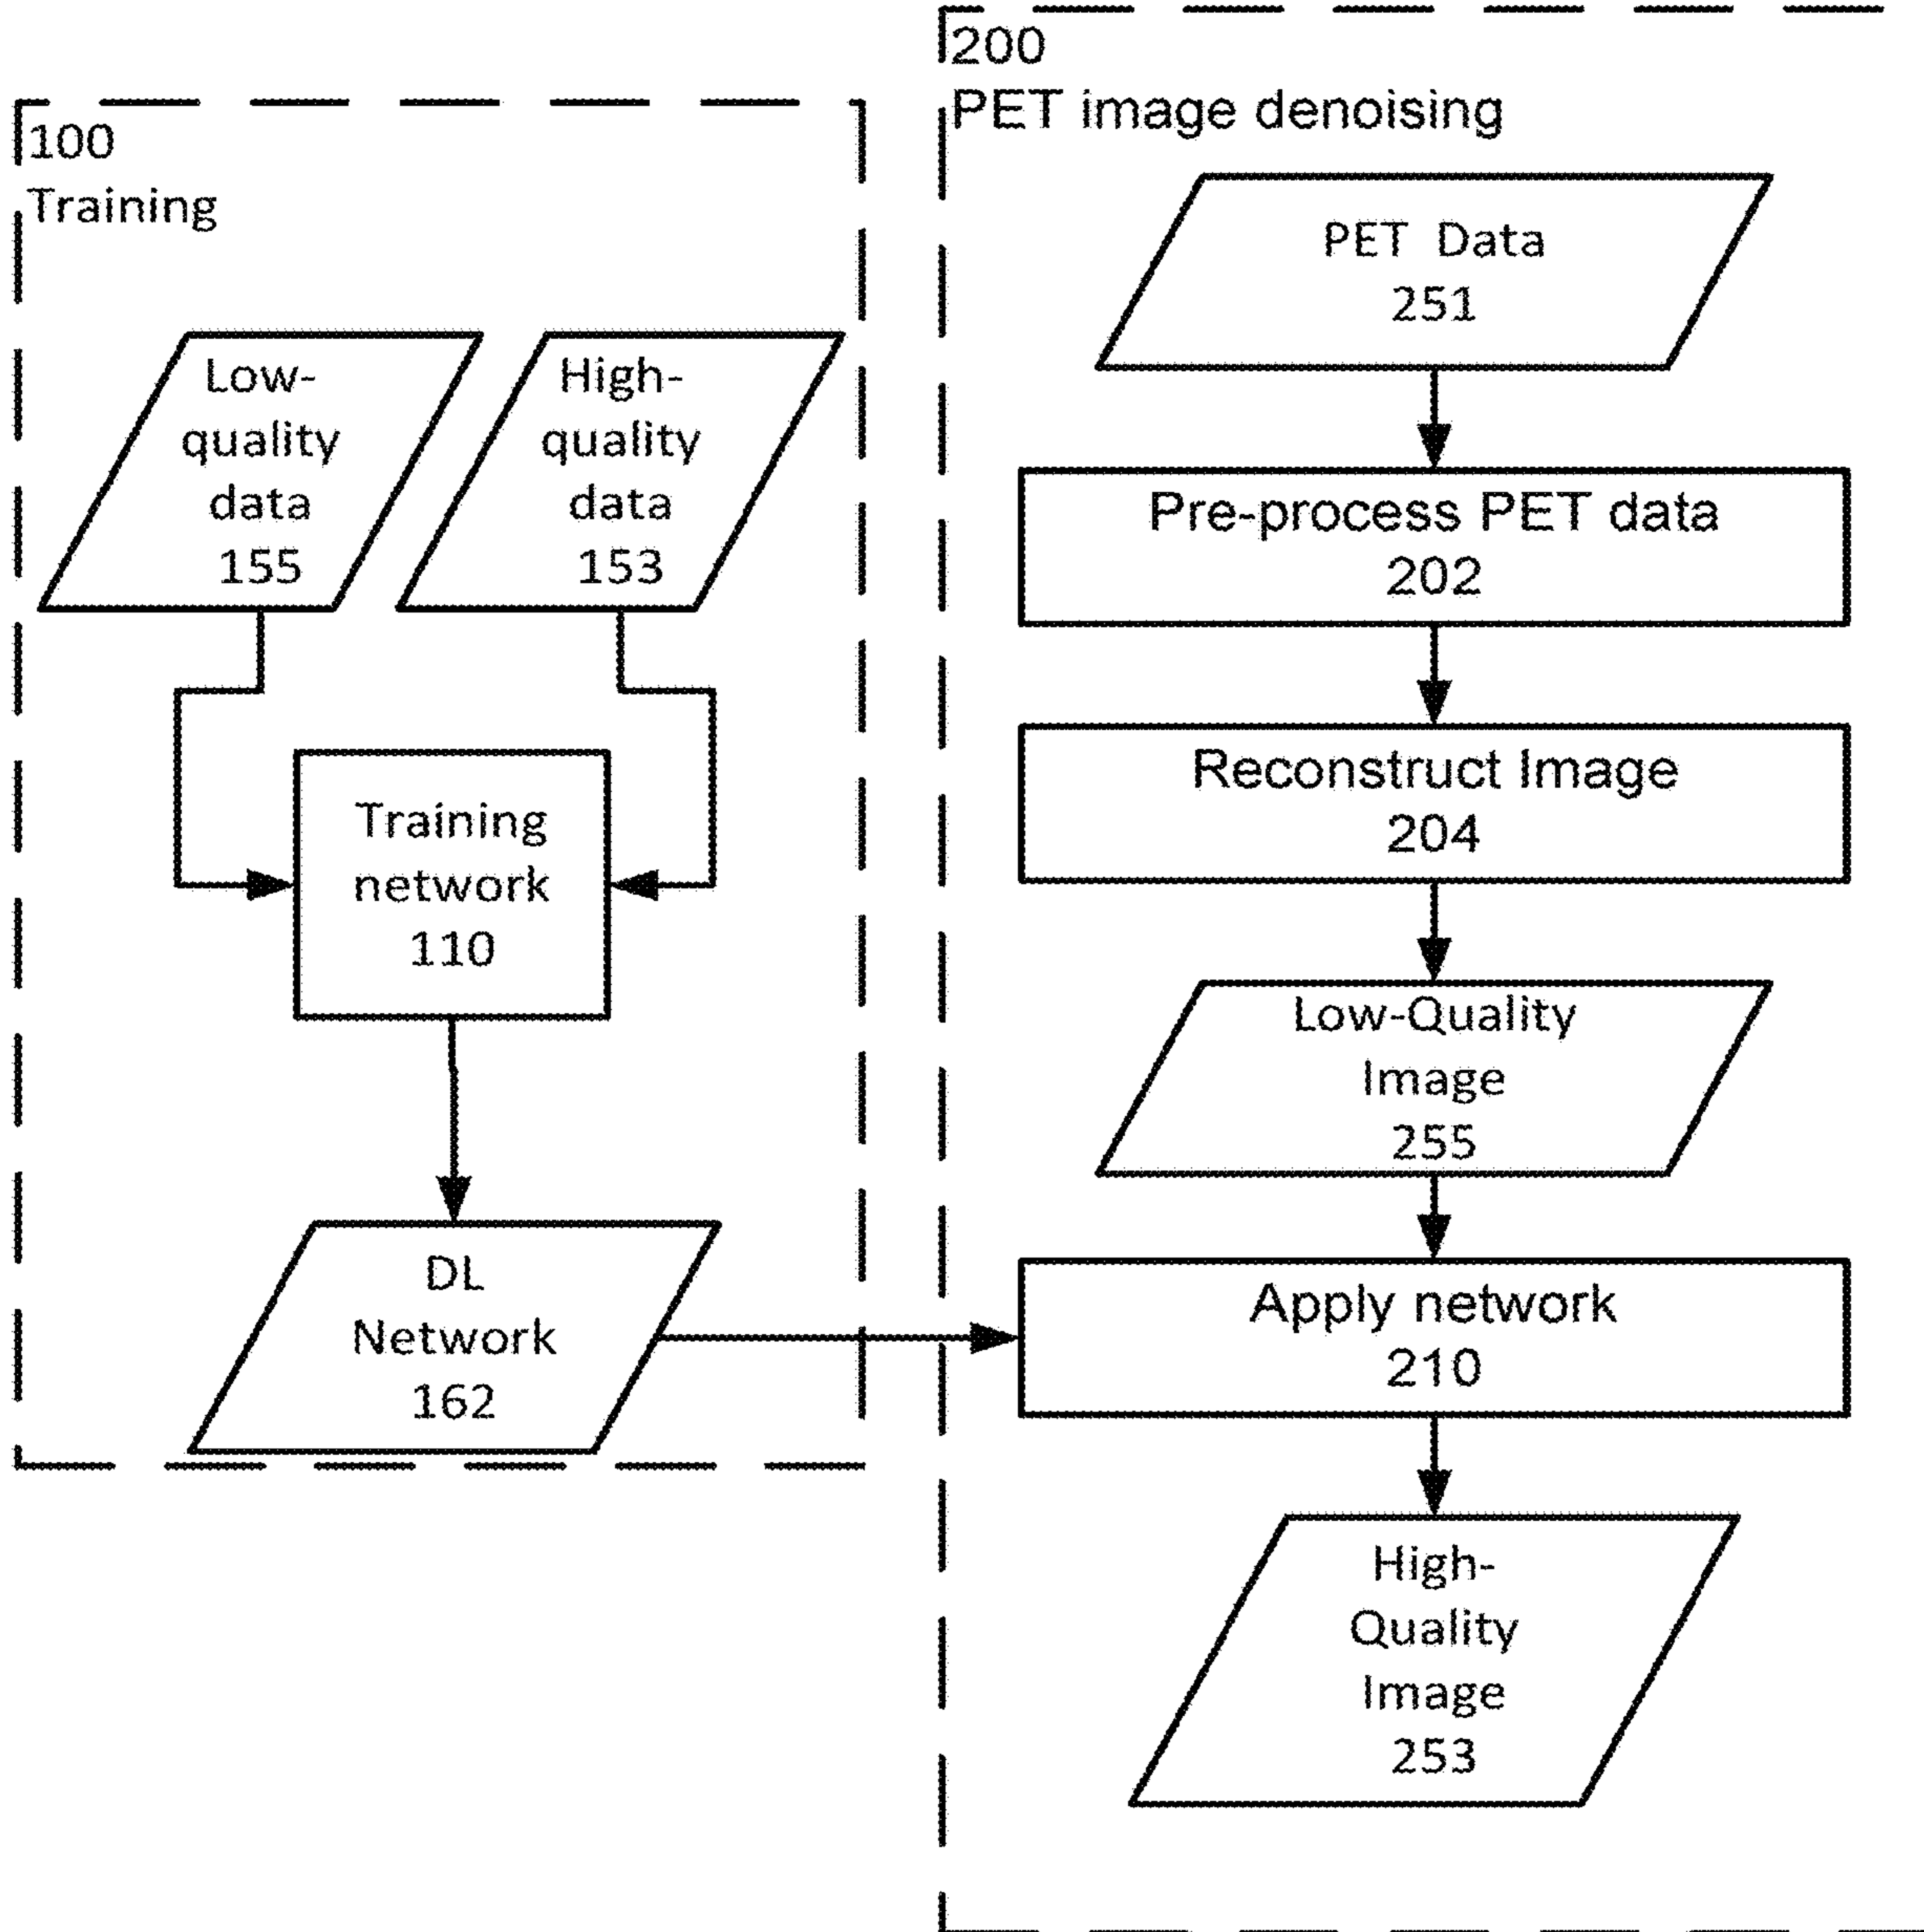 100
Training
Low-
quality
data
155
High-
quality
data
153
Training
network
110
DL
Network
162
200
PET image denoising
PET Data
251
Pre-process PET data
202
Reconstruct Image
204
Low-Quality
Image
255
Apply network
210
High-
Quality
Image
253